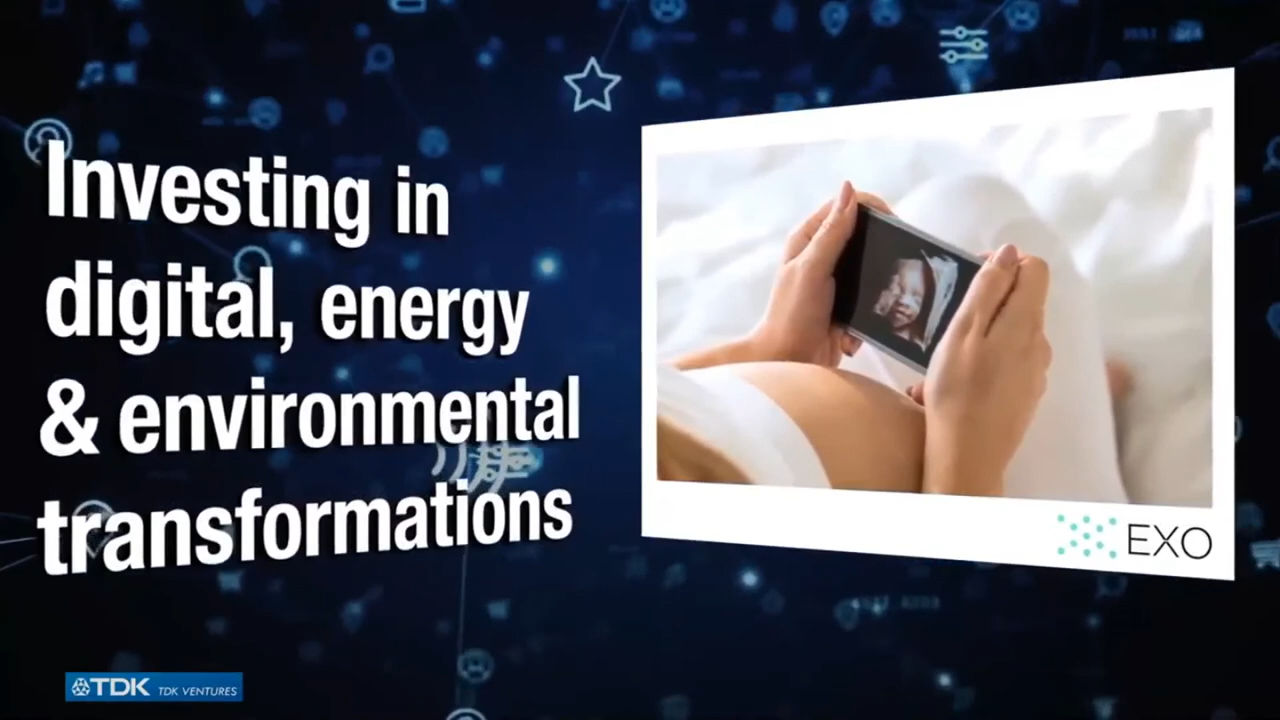 Investing in
digital, energy
& environmental
transformations
EXO
TDK TDK VENTURES